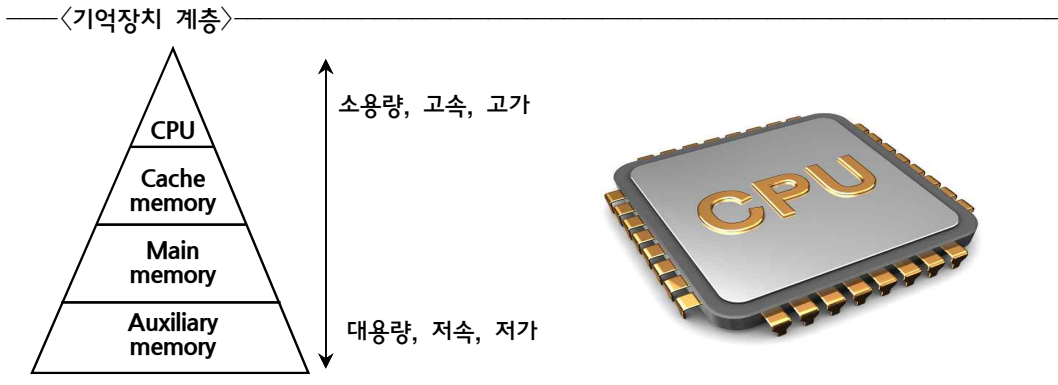 〈기억장치 계층〉
소용량, 고속, 고가
CPU
Cache
memory
Main
memory
Auxiliary
memory
대용량, 저속, 저가
CPU